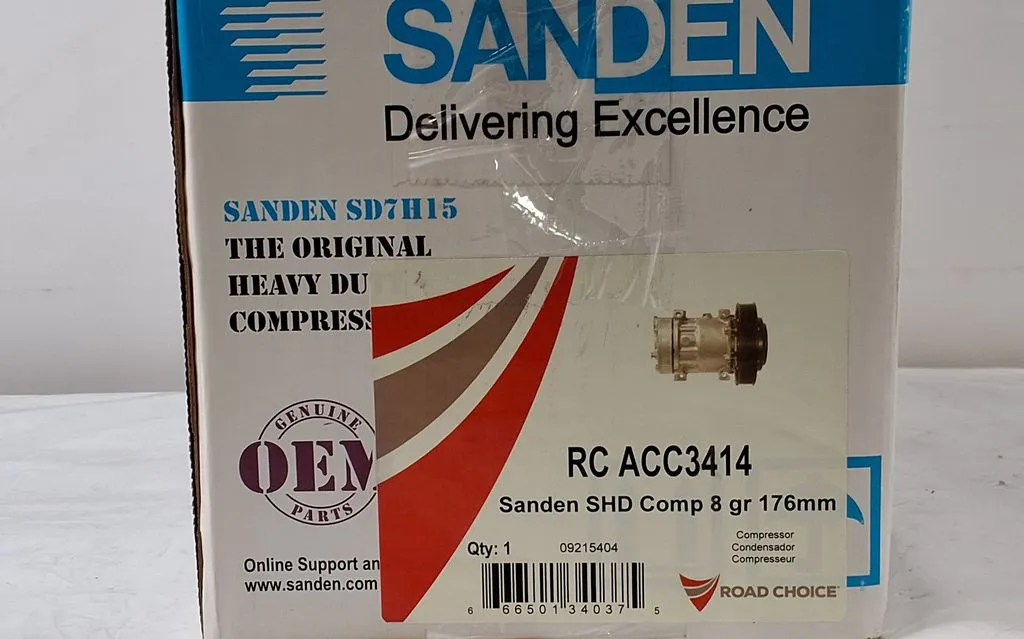 SANDEN
Delivering Excellence
SANDEN SD7H15
THE ORIGINAL
HEAVY DU
COMPRESS
GENUINE
OEM
PARTS
Online Support an
www.sanden.com
RC ACC3414
Sanden SHD Comp 8 gr 176mm
Qty: 1
09215404
Compressor
Condensador
Compresseur
6 66501 34037 5
ROAD CHOICE